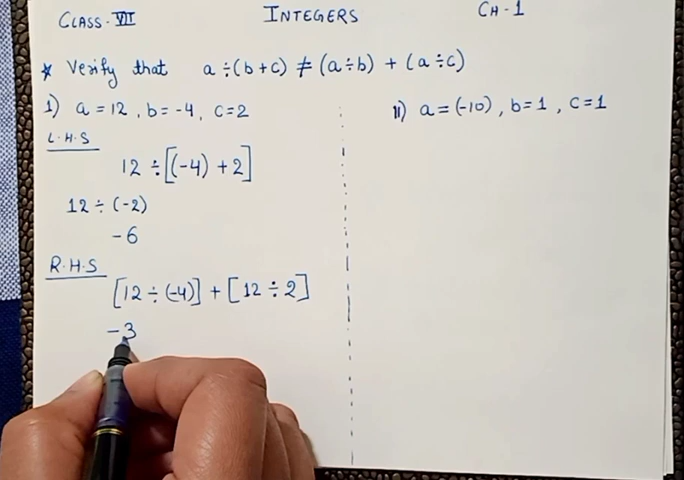 CLASS-VII INTEGERS CH-1
* Verify that a÷(b+c) ≠ (a÷b) + (a÷c)
1) a = 12, b = -4, c = 2
L.H.S
12 ÷ [(-4) + 2]
12 ÷ (-2)
-6
R.H.S
[12 ÷ (-4)] + [12 ÷ 2]
-3
II) a = (-10), b = 1, c = 1